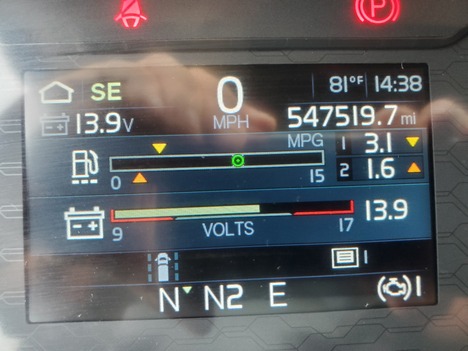 P
SE 0 81°F 14:38
13.9V MPH 547519.7 mi
MPG 1 3.1
0 15 2 1.6
9 VOLTS 17 13.9
1
N N2 E 1